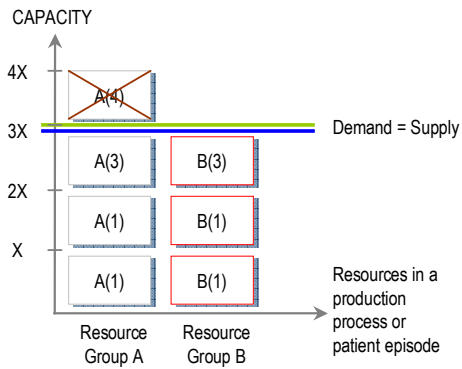 CAPACITY
4X
A(4)
3X
Demand = Supply
A(3)
B(3)
2X
A(1)
B(1)
X
A(1)
B(1)
Resources in a
production
process or
patient episode
Resource
Group A
Resource
Group B